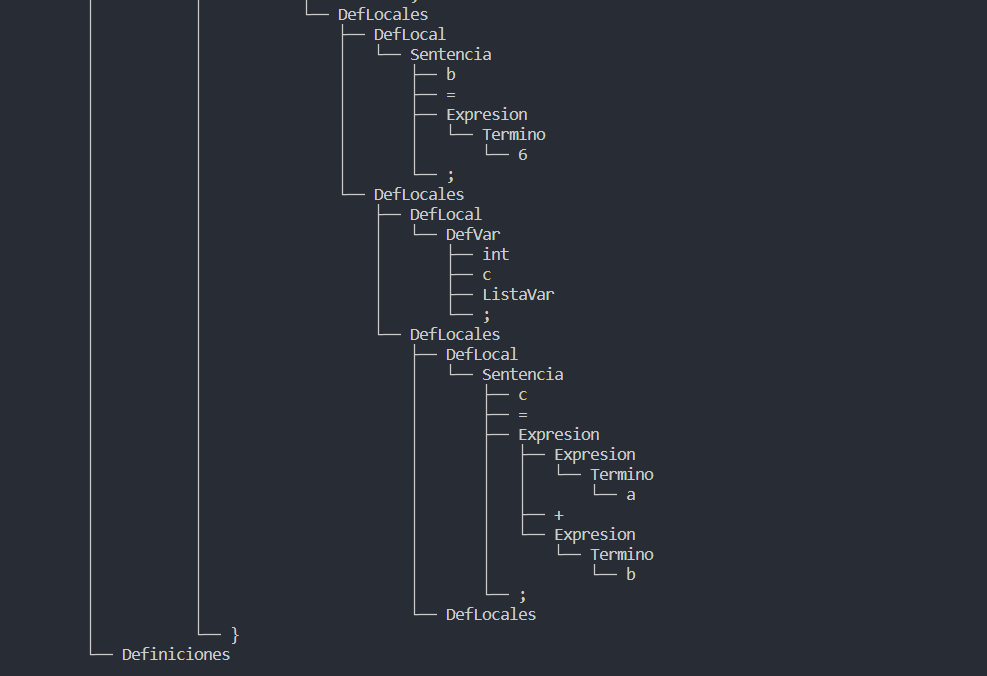 DefLocales
DefLocal
Sentencia
b
=
Expresion
Termino
6
;
DefLocales
DefLocal
DefVar
int
c
ListaVar
;
DefLocales
DefLocal
Sentencia
c
=
Expresion
Expresion
Termino
a
+
Expresion
Termino
b
;
DefLocales
}
Definiciones